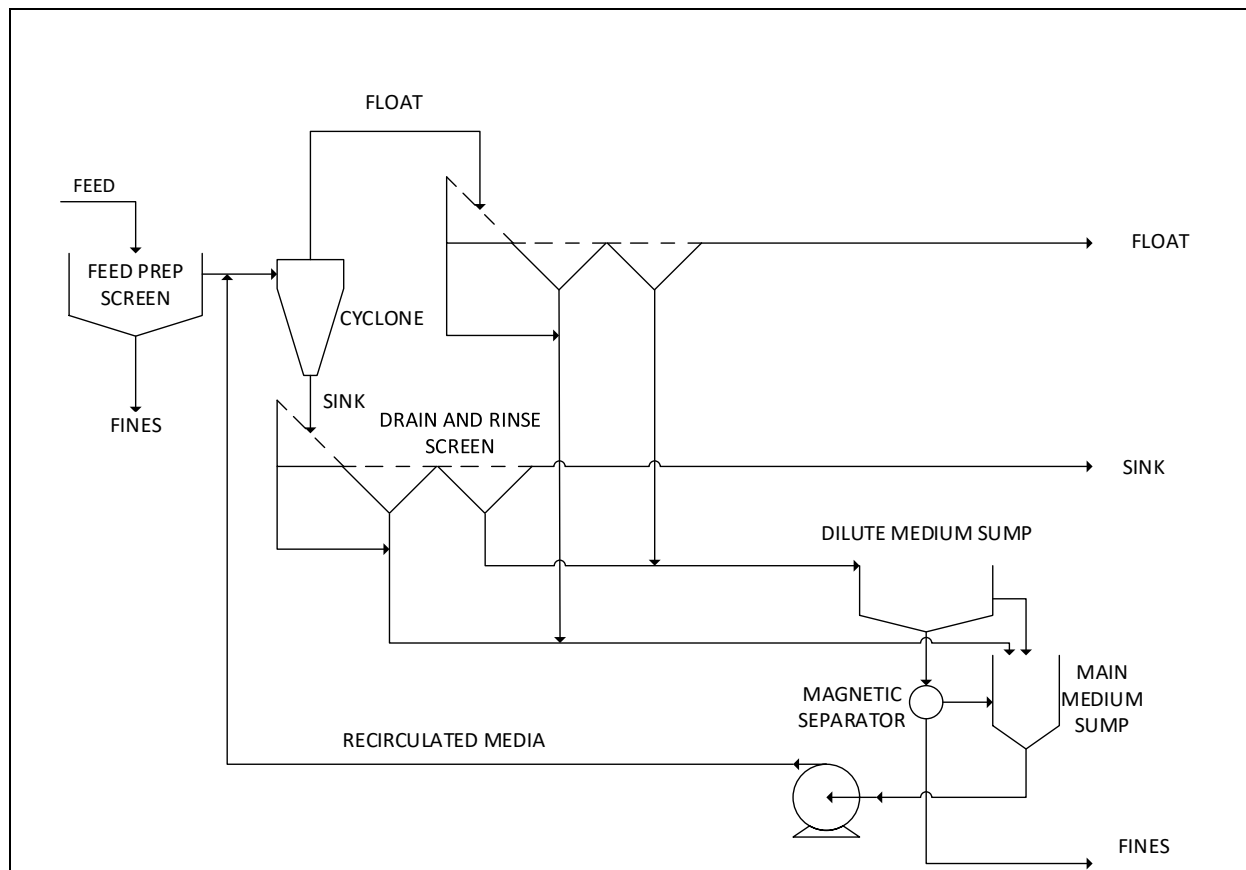 FLOAT
FEED
FEED PREP
SCREEN
FLOAT
CYCLONE
SINK
FINES
DRAIN AND RINSE
SCREEN
SINK
DILUTE MEDIUM SUMP
MAGNETIC
SEPARATOR
MAIN
MEDIUM
SUMP
RECIRCULATED MEDIA
FINES